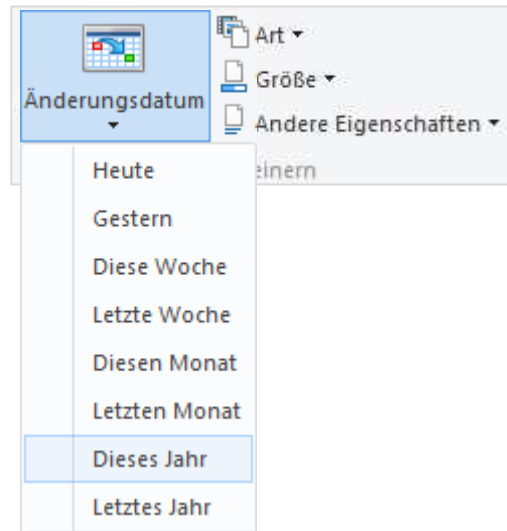 Änderungsdatum
Art
Größe
Andere Eigenschaften
einern
Heute
Gestern
Diese Woche
Letzte Woche
Diesen Monat
Letzten Monat
Dieses Jahr
Letztes Jahr